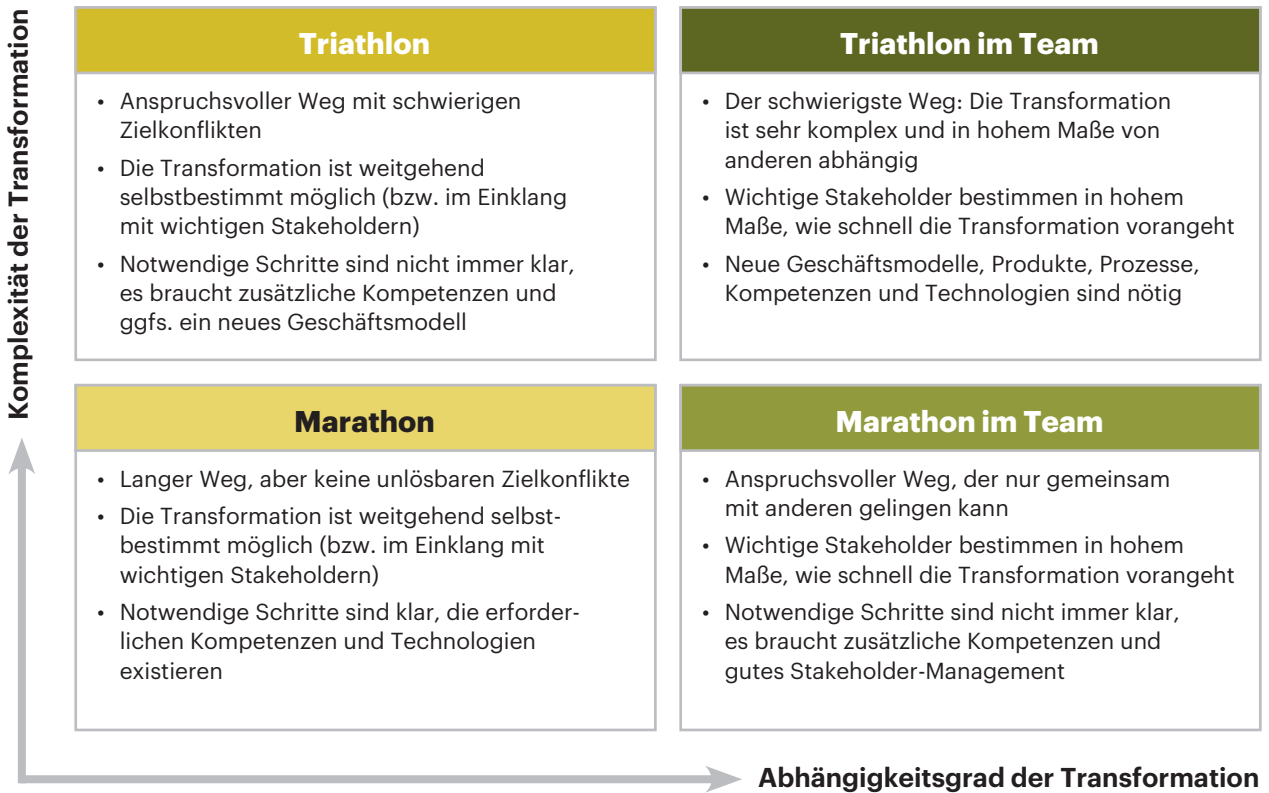 Komplexität der Transformation
Triathlon
• Anspruchsvoller Weg mit schwierigen
Zielkonflikten
• Die Transformation ist weitgehend
selbstbestimmt möglich (bzw. im Einklang
mit wichtigen Stakeholdern)
• Notwendige Schritte sind nicht immer klar,
es braucht zusätzliche Kompetenzen und
ggfs. ein neues Geschäftsmodell
Triathlon im Team
• Der schwierigste Weg: Die Transformation
ist sehr komplex und in hohem Maße von
anderen abhängig
• Wichtige Stakeholder bestimmen in hohem
Maße, wie schnell die Transformation vorangeht
• Neue Geschäftsmodelle, Produkte, Prozesse,
Kompetenzen und Technologien sind nötig
Marathon
• Langer Weg, aber keine unlösbaren Zielkonflikte
• Die Transformation ist weitgehend selbst-
bestimmt möglich (bzw. im Einklang mit
wichtigen Stakeholdern)
• Notwendige Schritte sind klar, die erforder-
lichen Kompetenzen und Technologien
existieren
Marathon im Team
• Anspruchsvoller Weg, der nur gemeinsam
mit anderen gelingen kann
• Wichtige Stakeholder bestimmen in hohem
Maße, wie schnell die Transformation vorangeht
• Notwendige Schritte sind nicht immer klar,
es braucht zusätzliche Kompetenzen und
gutes Stakeholder-Management
Abhängigkeitsgrad der Transformation